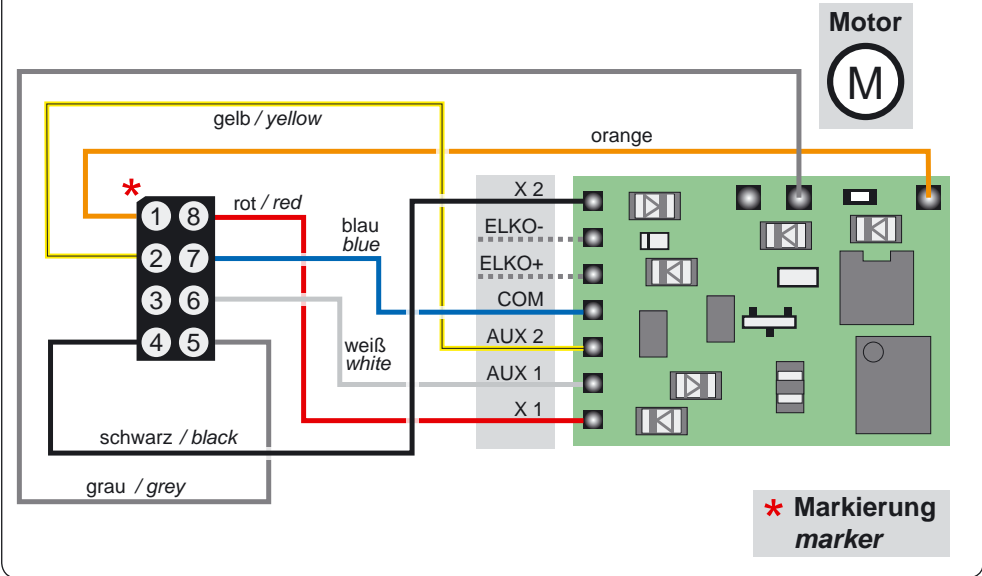 Motor
M
gelb / yellow
orange
*
rot / red
X 2
1 8
blau
blue
ELKO-
2 7
ELKO+
3 6
COM
4 5
weiß
white
AUX 2
AUX 1
X 1
schwarz / black
grau / grey
* Markierung
marker